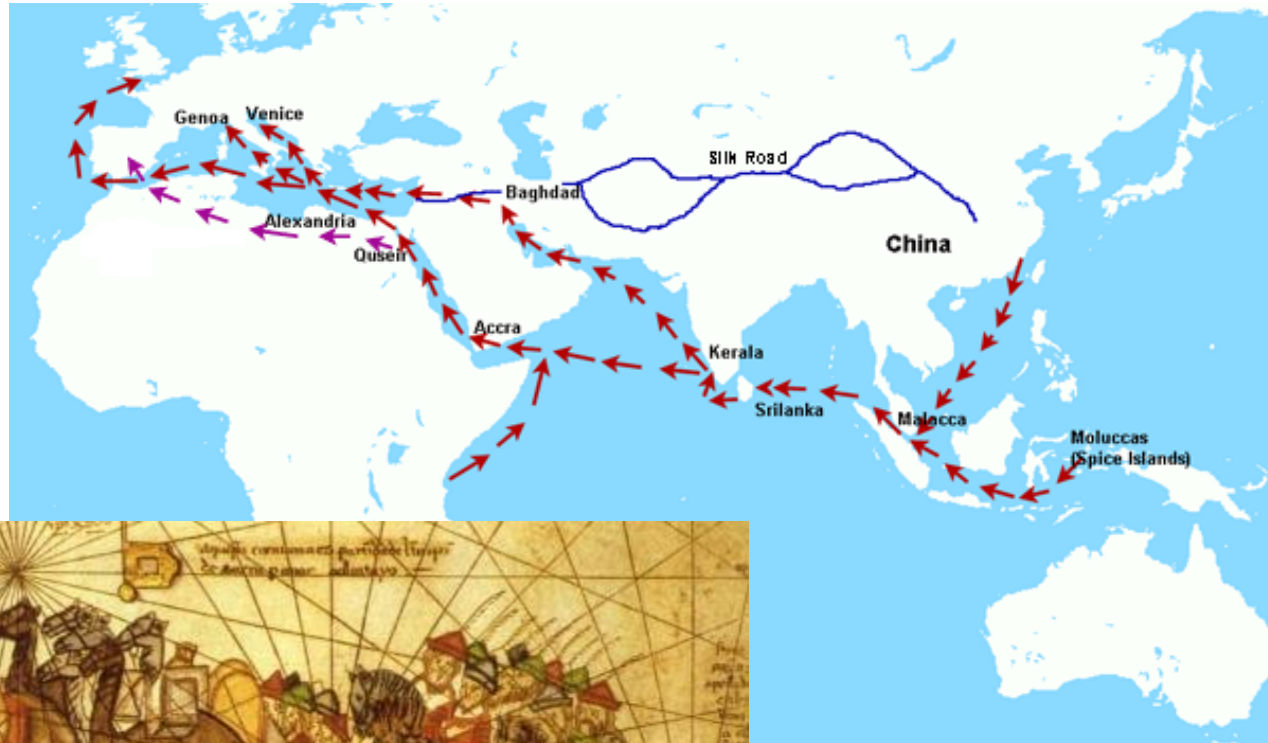 Genoa
Venice
Silk Road
Baghdad
China
Alexandria
Quseir
Accra
Kerala
Srilanka
Malacca
Moluccas
(Spice Islands)